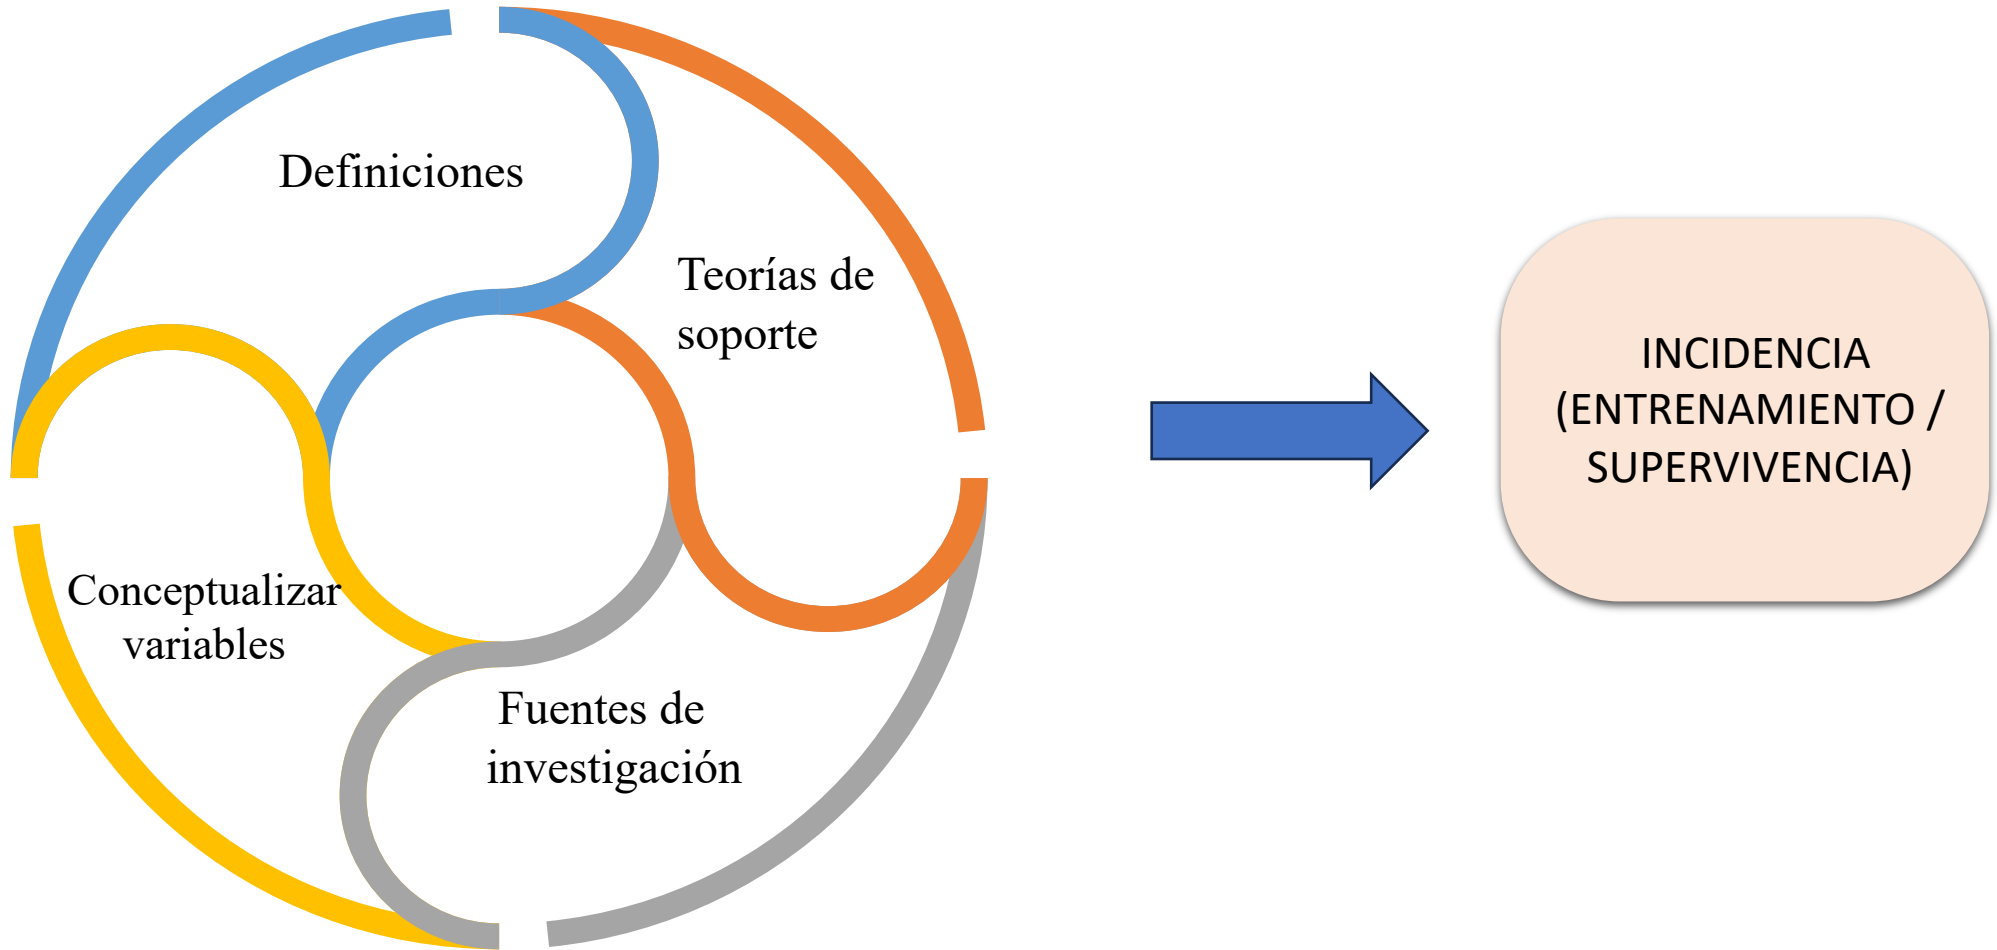 Definiciones
Teorías de
soporte
Conceptualizar
variables
Fuentes de
investigación
INCIDENCIA
(ENTRENAMIENTO /
SUPERVIVENCIA)